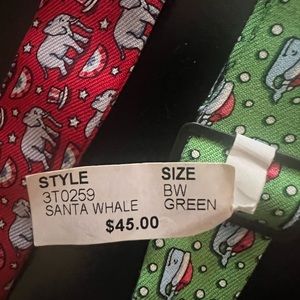 STYLE SIZE
3T0259 BW
SANTA WHALE GREEN
$45.00